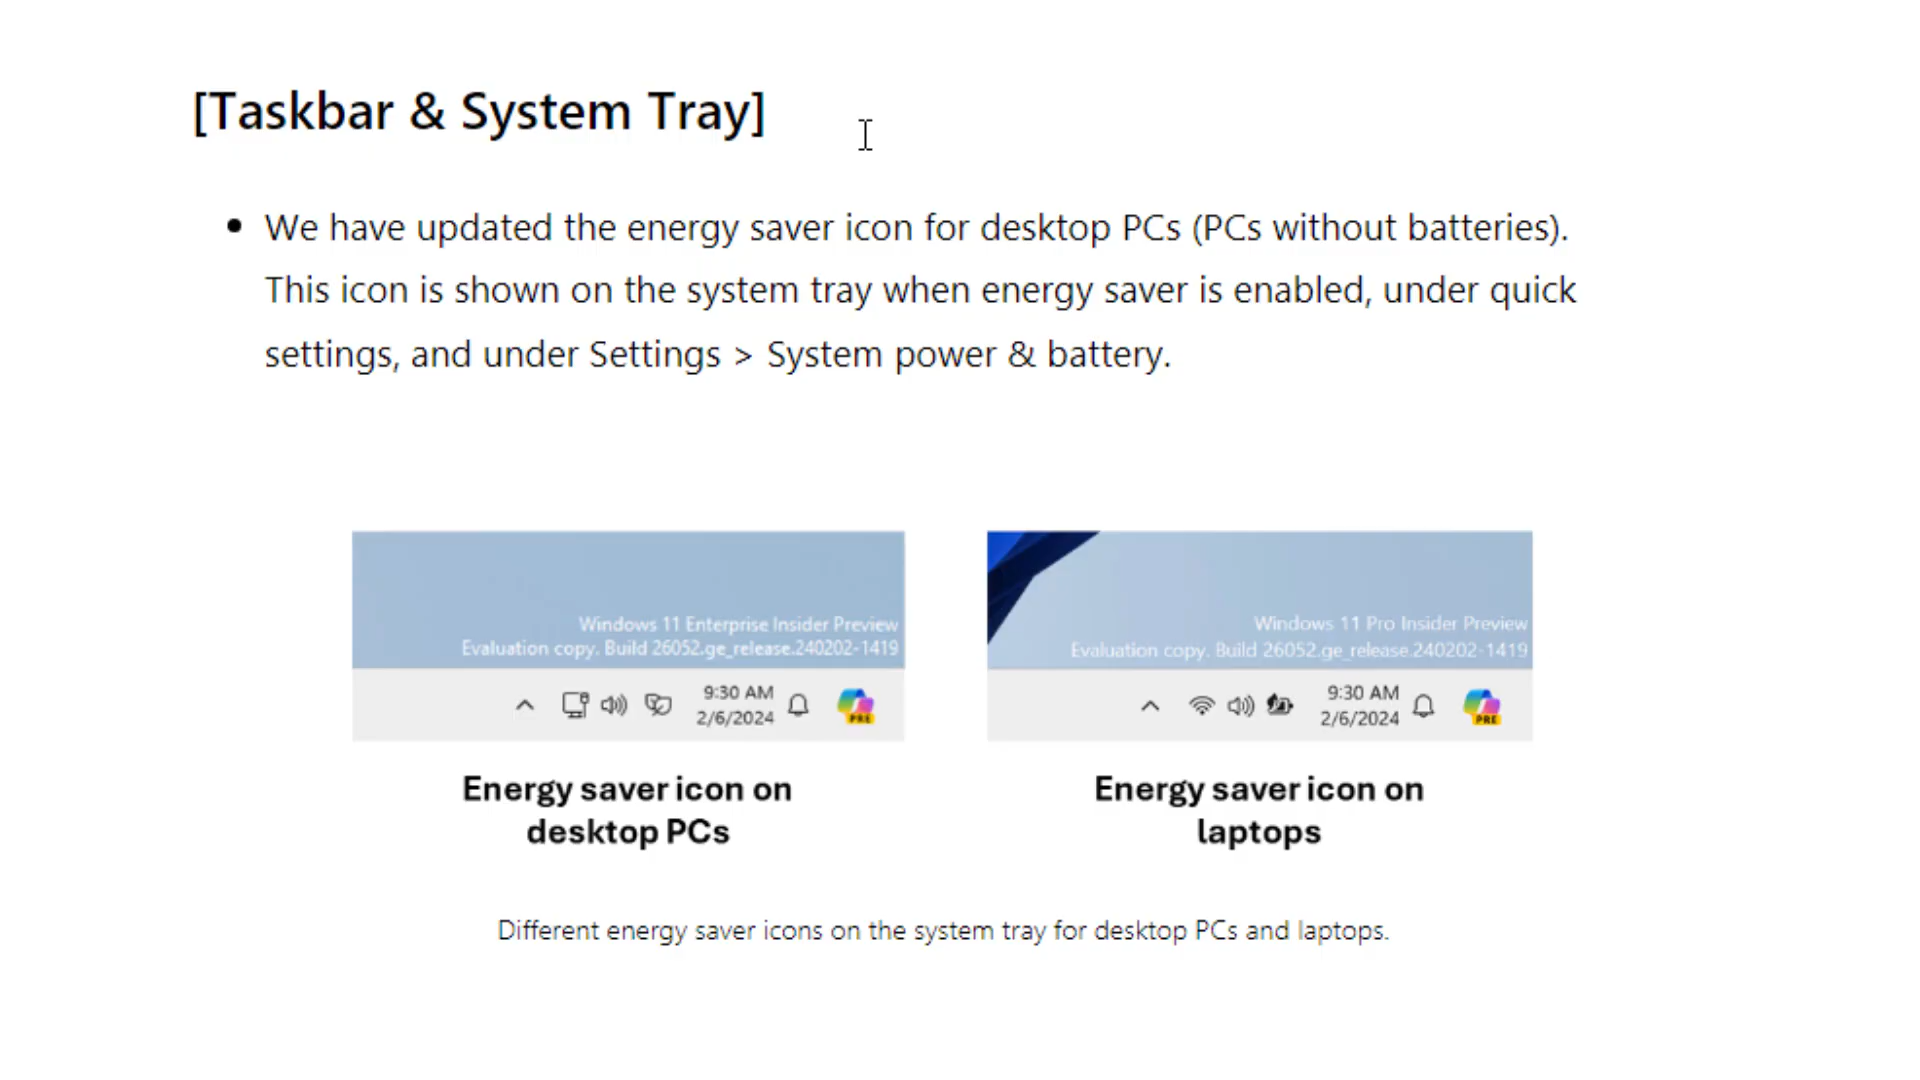 [Taskbar & System Tray]
We have updated the energy saver icon for desktop PCs (PCs without batteries).
This icon is shown on the system tray when energy saver is enabled, under quick
settings, and under Settings > System power & battery.
Windows 11 Enterprise Insider Preview
Evaluation copy. Build 26052.ge_release.240202-1419
9:30 AM
2/6/2024
PRE
Energy saver icon on
desktop PCs
Windows 11 Pro Insider Preview
Evaluation copy. Build 26052.ge_release.240202-1419
9:30 AM
2/6/2024
PRE
Energy saver icon on
laptops
Different energy saver icons on the system tray for desktop PCs and laptops.